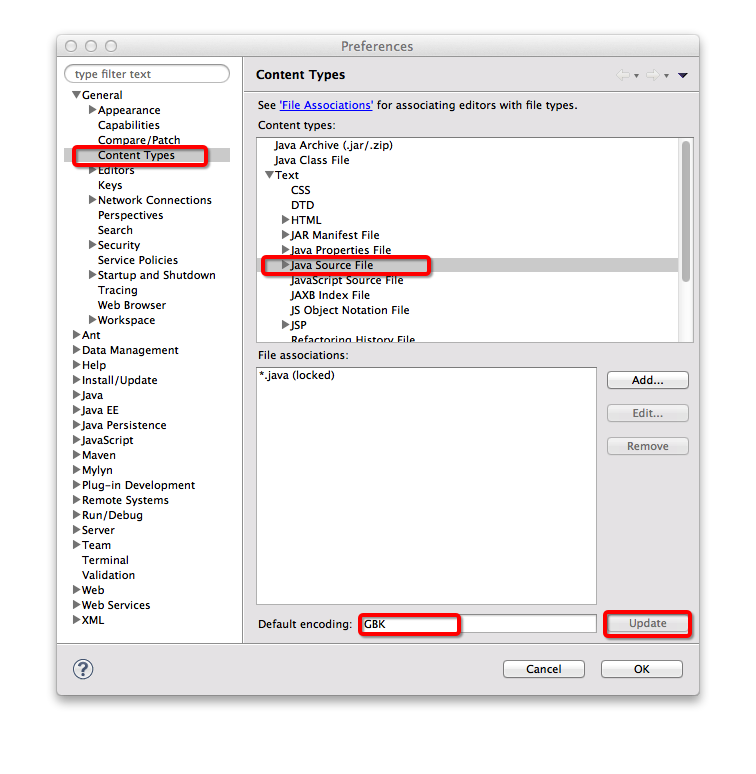 Preferences
type filter text
General
Appearance
Capabilities
Compare/Patch
Content Types
Editors
Keys
Network Connections
Perspectives
Search
Security
Service Policies
Startup and Shutdown
Tracing
Web Browser
Workspace
Ant
Data Management
Help
Install/Update
Java
Java EE
Java Persistence
JavaScript
Maven
Mylyn
Plug-in Development
Remote Systems
Run/Debug
Server
Team
Terminal
Validation
Web
Web Services
XML
Content Types
See 'File Associations' for associating editors with file types.
Content types:
Java Archive (.jar/.zip)
Java Class File
Text
CSS
DTD
HTML
JAR Manifest File
Java Properties File
Java Source File
JavaScript Source File
JAXB Index File
JS Object Notation File
JSP
Refactoring History File
File associations:
*.java (locked)
Add...
Edit...
Remove
Default encoding: GBK
Update
?
Cancel
OK